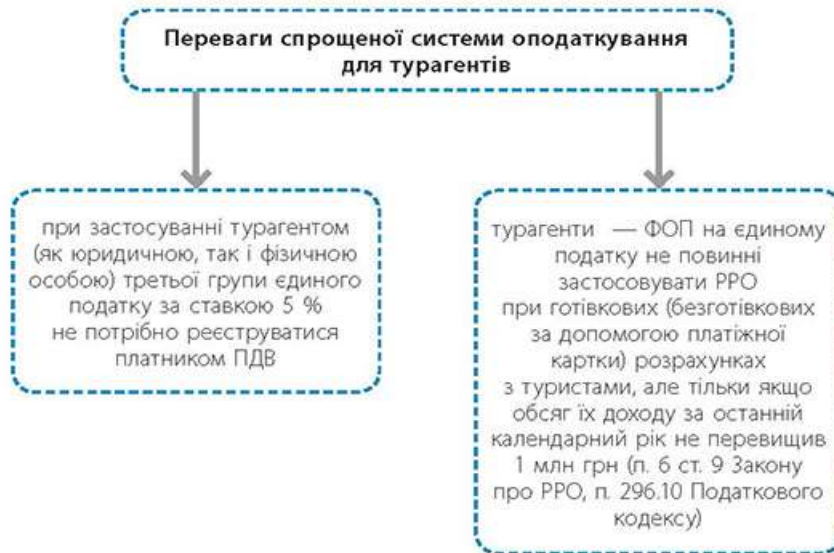 Переваги спрощеної системи оподаткування
для турагентів
при застосуванні турагентом
(як юридичною, так і фізичною
особою) третьої групи єдиного
податку за ставкою 5 %
не потрібно реєструватися
платником ПДВ
турагенти — ФОП на єдиному
податку не повинні
застосовувати РРО
при готівкових (безготівкових
за допомогою платіжної
картки) розрахунках
з туристами, але тільки якщо
обсяг їх доходу за останній
календарний рік не перевищив
1 млн грн (п. 6 ст. 9 Закону
про РРО, п. 296.10 Податкового
кодексу)